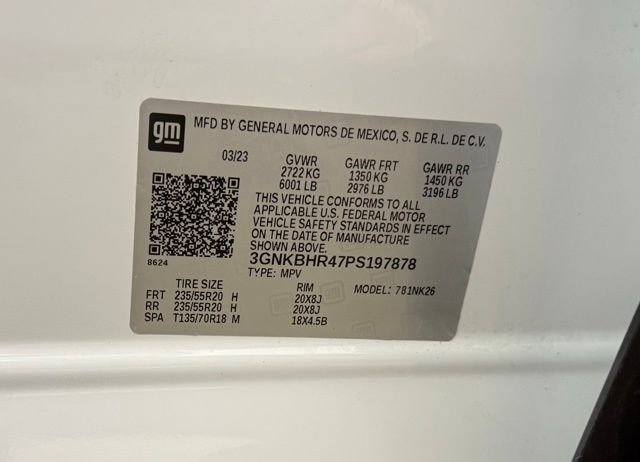 gm
MFD BY GENERAL MOTORS DE MEXICO, S. DE R.L. DE C.V.
03/23 GVWR GAWR FRT GAWR RR
2722 KG 1350 KG 1450 KG
6001 LB 2976 LB 3196 LB
THIS VEHICLE CONFORMS TO ALL
APPLICABLE U.S. FEDERAL MOTOR
VEHICLE SAFETY STANDARDS IN EFFECT
ON THE DATE OF MANUFACTURE
SHOWN ABOVE.
8624
3GNKBHR47PS197878
TYPE: MPV
TIRE SIZE RIM MODEL: 781NK26
FRT 235/55R20 H 20X8J
RR 235/55R20 H 20X8J
SPA T135/70R18 M 18X4.5B